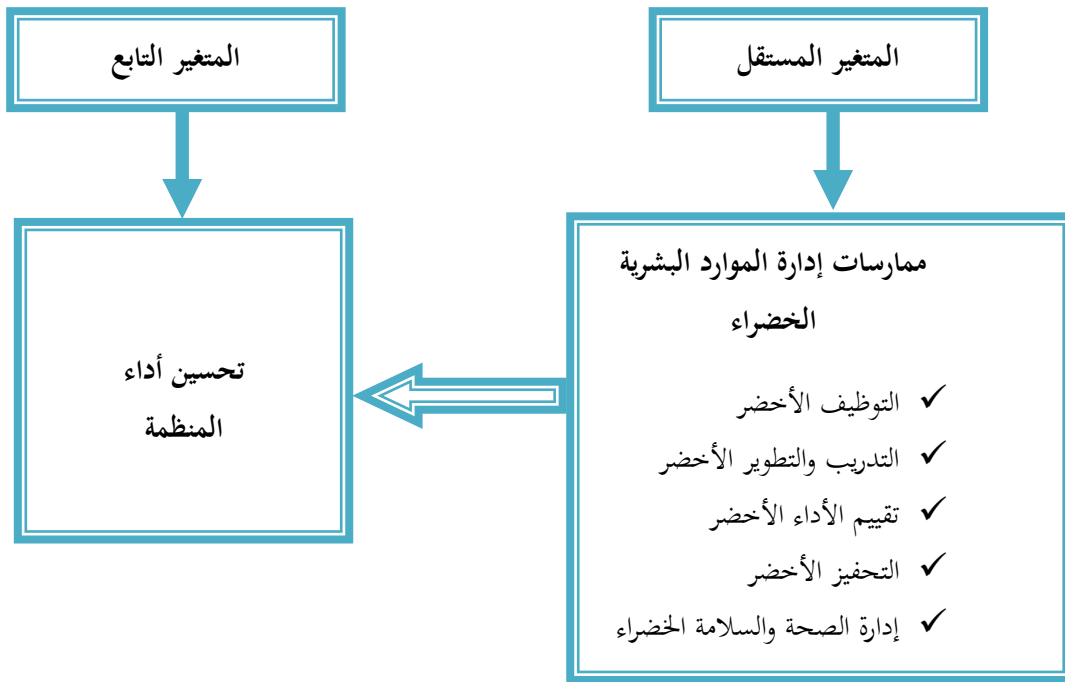 المتغير المستقل
المتغير التابع
ممارسات إدارة الموارد البشرية
الخضراء
✓ التوظيف الأخضر
✓ التدريب والتطوير الأخضر
✓ تقييم الأداء الأخضر
✓ التحفيز الأخضر
✓ إدارة الصحة والسلامة الخضراء
تحسين أداء
المنظمة